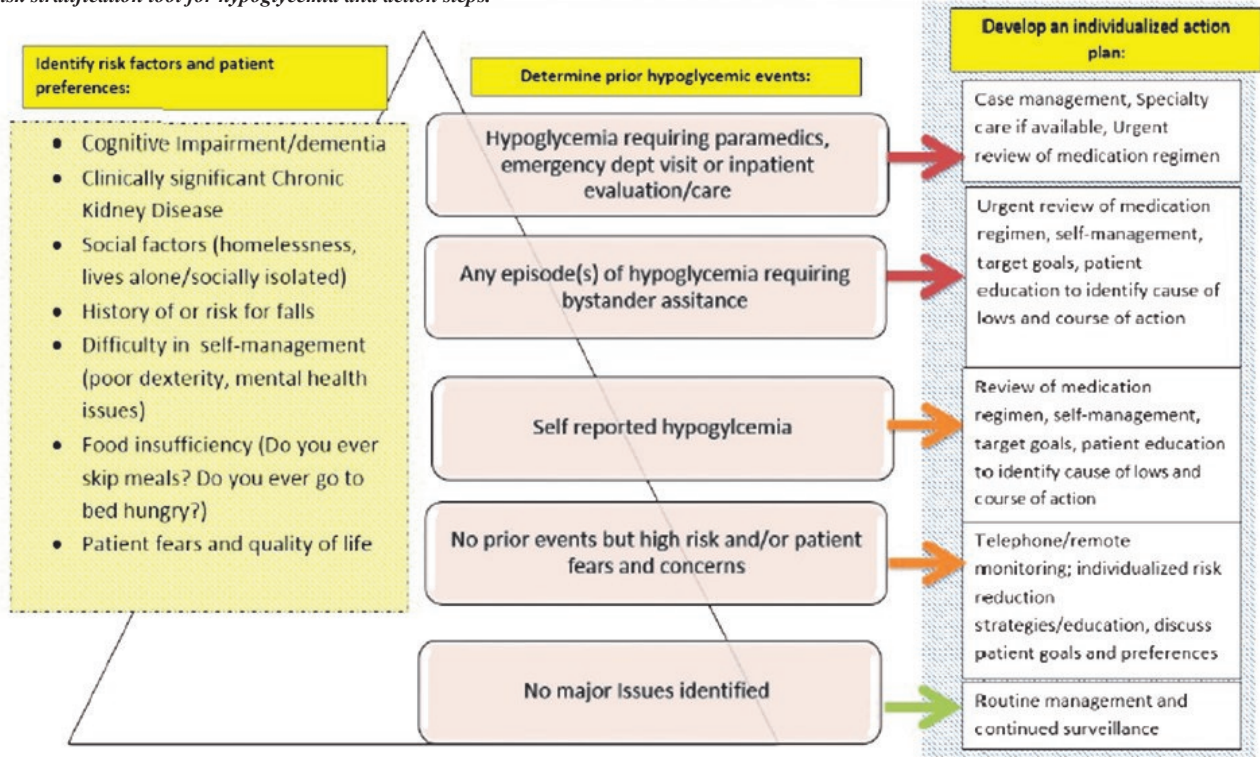 isk stratification tool for hypoglycemia and action steps.
Identify risk factors and patient
preferences:
• Cognitive Impairment/dementia
• Clinically significant Chronic
Kidney Disease
• Social factors (homelessness,
lives alone/socially isolated)
• History of or risk for falls
• Difficulty in self-management
(poor dexterity, mental health
issues)
• Food insufficiency (Do you ever
skip meals? Do you ever go to
bed hungry?)
• Patient fears and quality of life
Determine prior hypoglycemic events:
Hypoglycemia requiring paramedics,
emergency dept visit or inpatient
evaluation/care
Any episode(s) of hypoglycemia requiring
bystander assitance
Self reported hypogylcemia
No prior events but high risk and/or patient
fears and concerns
No major Issues identified
Develop an individualized action
plan:
Case management, Specialty
care if available, Urgent
review of medication regimen
Urgent review of medication
regimen, self-management,
target goals, patient
education to identify cause of
lows and course of action
Review of medication
regimen, self-management,
target goals, patient education
to identify cause of lows and
course of action
Telephone/remote
monitoring; individualized risk
reduction
strategies/education, discuss
patient goals and preferences
Routine management and
continued surveillance